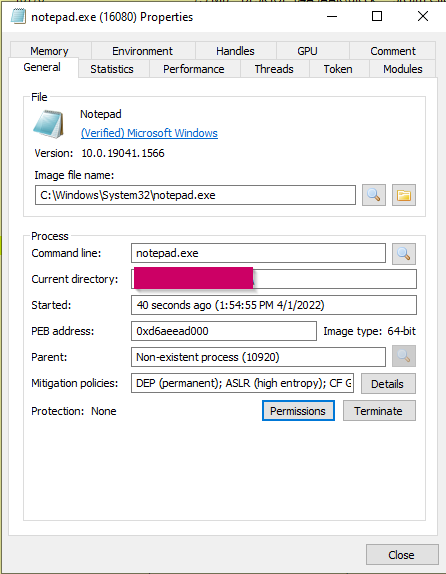 notepad.exe (16080) Properties
Memory Environment Handles GPU Comment
General Statistics Performance Threads Token Modules
File
Notepad
(Verified) Microsoft Windows
Version: 10.0.19041.1566
Image file name:
C:\Windows\System32\notepad.exe
Process
Command line: notepad.exe
Current directory:
Started: 40 seconds ago (1:54:55 PM 4/1/2022)
PEB address: 0xd6aeead000 Image type: 64-bit
Parent: Non-existent process (10920)
Mitigation policies: DEP (permanent); ASLR (high entropy); CF G Details
Protection: None Permissions Terminate
Close